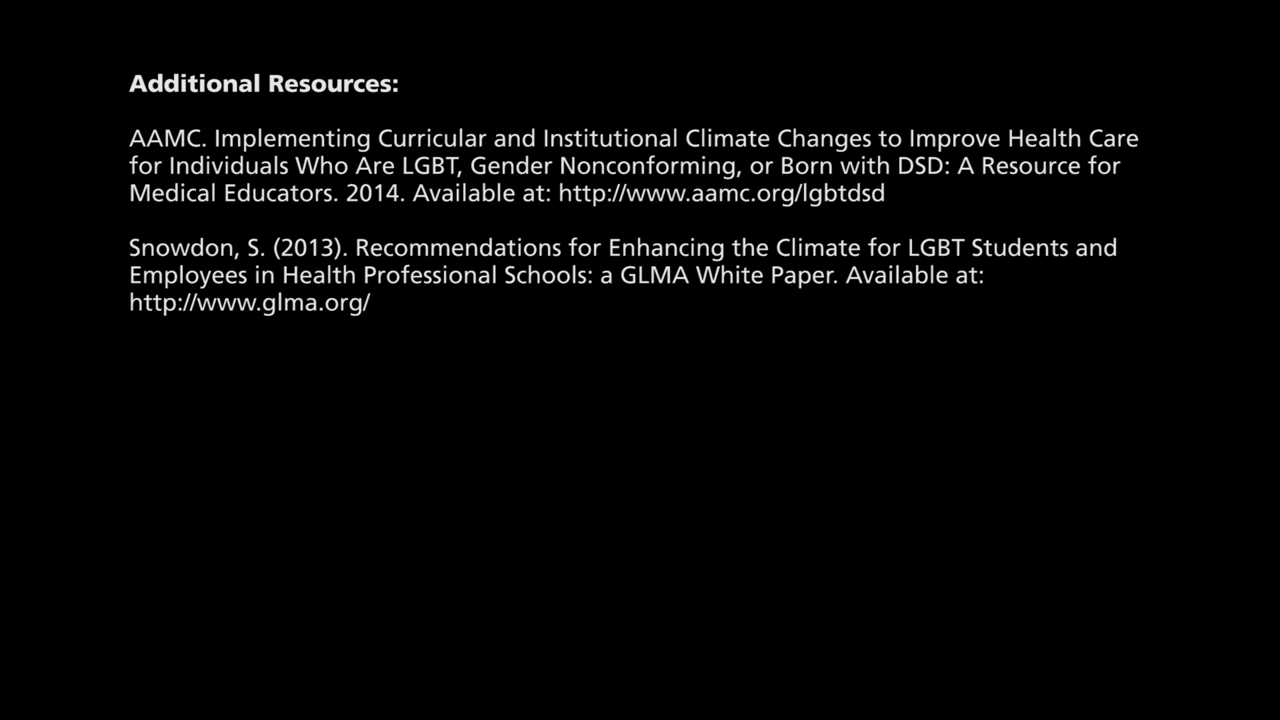 Additional Resources:
AAMC. Implementing Curricular and Institutional Climate Changes to Improve Health Care
for Individuals Who Are LGBT, Gender Nonconforming, or Born with DSD: A Resource for
Medical Educators. 2014. Available at: http://www.aamc.org/lgbtdsd
Snowdon, S. (2013). Recommendations for Enhancing the Climate for LGBT Students and
Employees in Health Professional Schools: a GLMA White Paper. Available at:
http://www.glma.org/